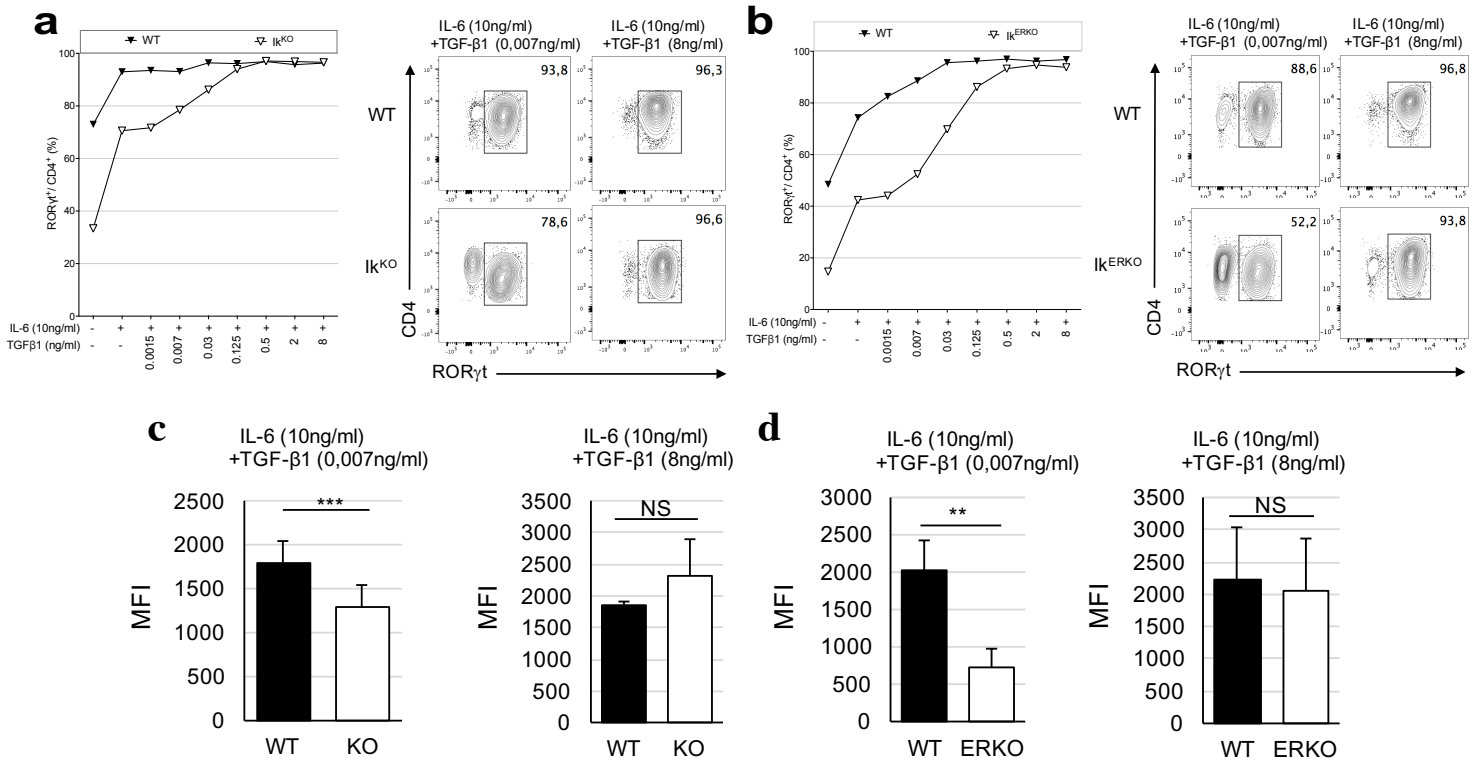 a
WT
Ik^KO
RORγt⁺/ CD4⁺ (%)
100
80
60
40
20
0
IL-6 (10ng/ml) - + + + + + + + +
TGFβ1 (ng/ml) - - 0.0015 0.007 0.03 0.125 0.5 2 8
IL-6 (10ng/ml)
+TGF-β1 (0,007ng/ml)
IL-6 (10ng/ml)
+TGF-β1 (8ng/ml)
WT
93,8
96,3
Ik^KO
78,6
96,6
CD4
RORγt
b
WT
Ik^ERKO
RORγt⁺/ CD4⁺ (%)
100
80
60
40
20
0
IL-6 (10ng/ml) - + + + + + + + +
TGFβ1 (ng/ml) - - 0.0015 0.007 0.03 0.125 0.5 2 8
IL-6 (10ng/ml)
+TGF-β1 (0,007ng/ml)
IL-6 (10ng/ml)
+TGF-β1 (8ng/ml)
WT
88,6
96,8
Ik^ERKO
52,2
93,8
CD4
RORγt
c
IL-6 (10ng/ml)
+TGF-β1 (0,007ng/ml)
MFI
2500
2000
1500
1000
500
0
***
WT KO
IL-6 (10ng/ml)
+TGF-β1 (8ng/ml)
MFI
3500
3000
2500
2000
1500
1000
500
0
NS
WT KO
d
IL-6 (10ng/ml)
+TGF-β1 (0,007ng/ml)
MFI
3000
2500
2000
1500
1000
500
0
**
WT ERKO
IL-6 (10ng/ml)
+TGF-β1 (8ng/ml)
MFI
3500
3000
2500
2000
1500
1000
500
0
NS
WT ERKO